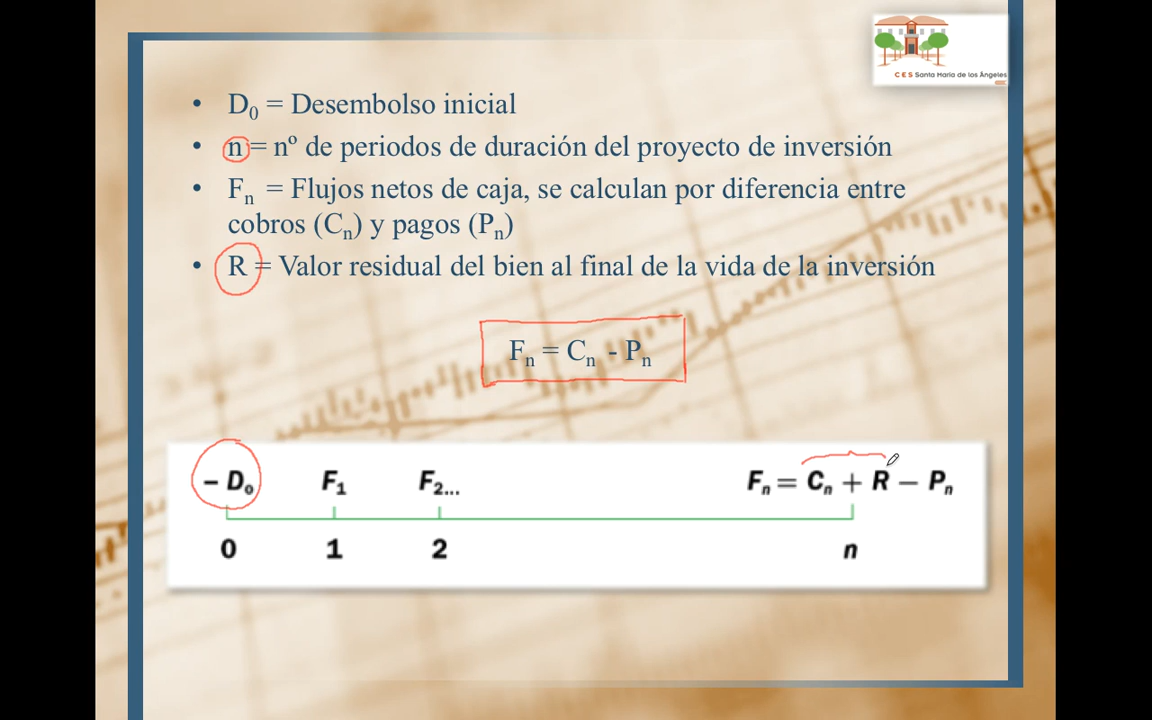 CES Santa María de los Ángeles
• D₀ = Desembolso inicial
• n = nº de periodos de duración del proyecto de inversión
• Fₙ = Flujos netos de caja, se calculan por diferencia entre
cobros (Cₙ) y pagos (Pₙ)
• R = Valor residual del bien al final de la vida de la inversión
Fₙ = Cₙ - Pₙ
– D₀ F₁ F₂... Fₙ = Cₙ + R – Pₙ
0 1 2 n